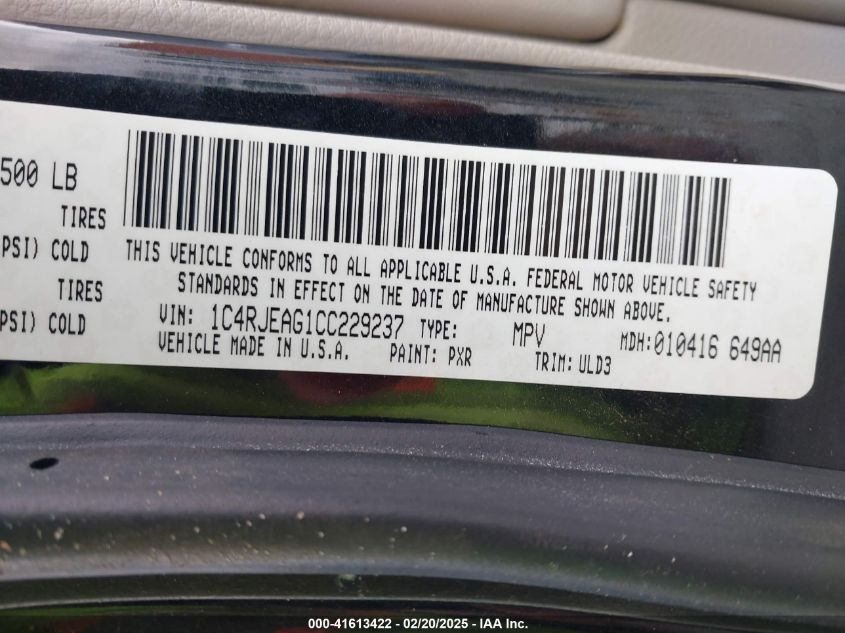 500 LB
TIRES
PSI) COLD
TIRES
PSI) COLD
THIS VEHICLE CONFORMS TO ALL APPLICABLE U.S.A. FEDERAL MOTOR VEHICLE SAFETY
STANDARDS IN EFFECT ON THE DATE OF MANUFACTURE SHOWN ABOVE.
VIN: 1C4RJEAG1CC229237 TYPE: MPV MDH:010416 649AA
VEHICLE MADE IN U.S.A. PAINT: PXR TRIM: ULD3
000-41613422 - 02/20/2025 - IAA Inc.